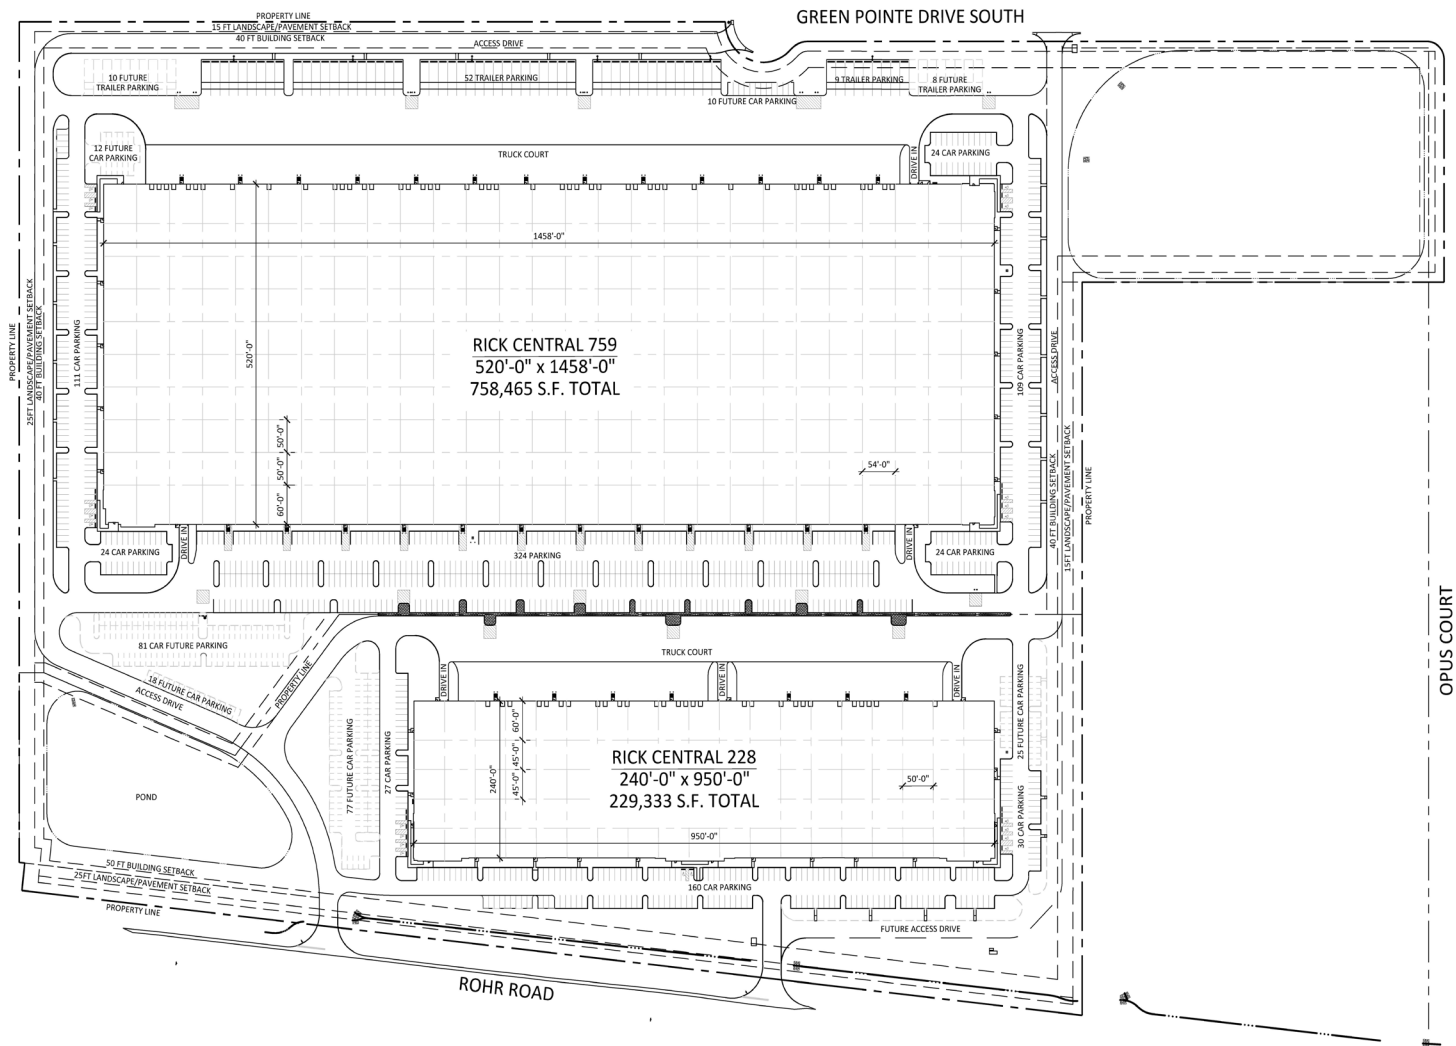 GREEN POINTE DRIVE SOUTH
PROPERTY LINE
15 FT LANDSCAPE/PAVEMENT SETBACK
40 FT BUILDING SETBACK
ACCESS DRIVE
10 FUTURE
TRAILER PARKING
52 TRAILER PARKING
9 TRAILER PARKING
8 FUTURE
TRAILER PARKING
10 FUTURE CAR PARKING
12 FUTURE
CAR PARKING
TRUCK COURT
DRIVE IN
24 CAR PARKING
1458'-0"
520'-0"
RICK CENTRAL 759
520'-0" x 1458'-0"
758,465 S.F. TOTAL
PROPERTY LINE
25FT LANDSCAPE/PAVEMENT SETBACK
40 FT BUILDING SETBACK
111 CAR PARKING
109 CAR PARKING
ACCESS DRIVE
50'-0"
50'-0"
60'-0"
54'-0"
40 FT BUILDING SETBACK
15FT LANDSCAPE/PAVEMENT SETBACK
PROPERTY LINE
24 CAR PARKING
DRIVE IN
324 PARKING
DRIVE IN
24 CAR PARKING
OPUS COURT
81 CAR FUTURE PARKING
18 FUTURE CAR PARKING
ACCESS DRIVE
PROPERTY LINE
TRUCK COURT
DRIVE IN
DRIVE IN
DRIVE IN
77 FUTURE CAR PARKING
27 CAR PARKING
25 FUTURE CAR PARKING
30 CAR PARKING
60'-0"
45'-0"
45'-0"
240'-0"
RICK CENTRAL 228
240'-0" x 950'-0"
229,333 S.F. TOTAL
50'-0"
950'-0"
POND
50 FT BUILDING SETBACK
25FT LANDSCAPE/PAVEMENT SETBACK
PROPERTY LINE
160 CAR PARKING
FUTURE ACCESS DRIVE
ROHR ROAD